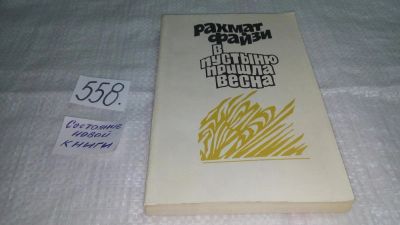 558.
Состояние
новой
книги
РАХМАТ
ФАЙЗИ
В
ПУСТЫНЮ
ПРИШЛА
ВЕСНА